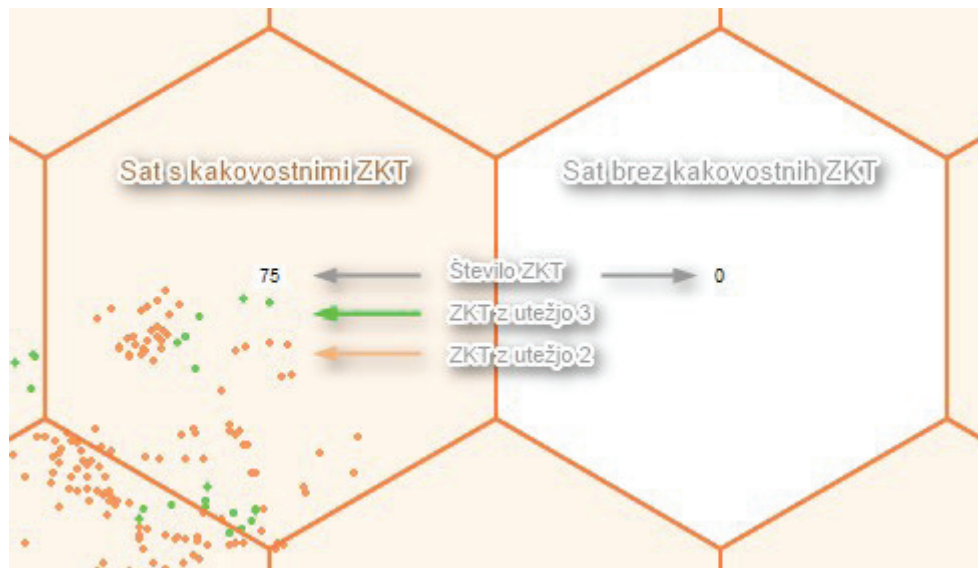 Sat s kakovostnimi ZKT
Sat brez kakovostnih ZKT
75
Število ZKT
0
ZKT z utežjo 3
ZKT z utežjo 2